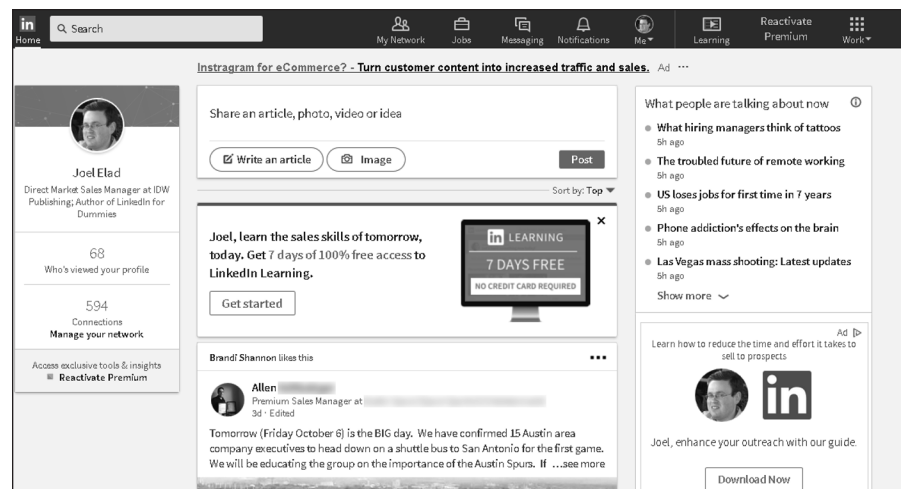 in
Search
Home
My Network
Jobs
Messaging
Notifications
Me
Learning
Reactivate
Premium
Work
Instragram for eCommerce? - Turn customer content into increased traffic and sales. Ad ...
Joel Elad
Direct Market Sales Manager at IDW
Publishing; Author of LinkedIn for
Dummies
68
Who's viewed your profile
594
Connections
Manage your network
Access exclusive tools & insights
Reactivate Premium
Share an article, photo, video or idea
Write an article
Image
Post
Sort by: Top
Joel, learn the sales skills of tomorrow,
today. Get 7 days of 100% free access to
LinkedIn Learning.
Get started
in LEARNING
7 DAYS FREE
NO CREDIT CARD REQUIRED
Brandi Shannon likes this
Allen
Premium Sales Manager at
3d · Edited
Tomorrow (Friday October 6) is the BIG day. We have confirmed 15 Austin area
company executives to head down on a shuttle bus to San Antonio for the first game.
We will be educating the group on the importance of the Austin Spurs. If ...see more
What people are talking about now
What hiring managers think of tattoos
5h ago
The troubled future of remote working
5h ago
US loses jobs for first time in 7 years
5h ago
Phone addiction's effects on the brain
5h ago
Las Vegas mass shooting: Latest updates
5h ago
Show more
Ad
Learn how to reduce the time and effort it takes to
sell to prospects
in
Joel, enhance your outreach with our guide.
Download Now